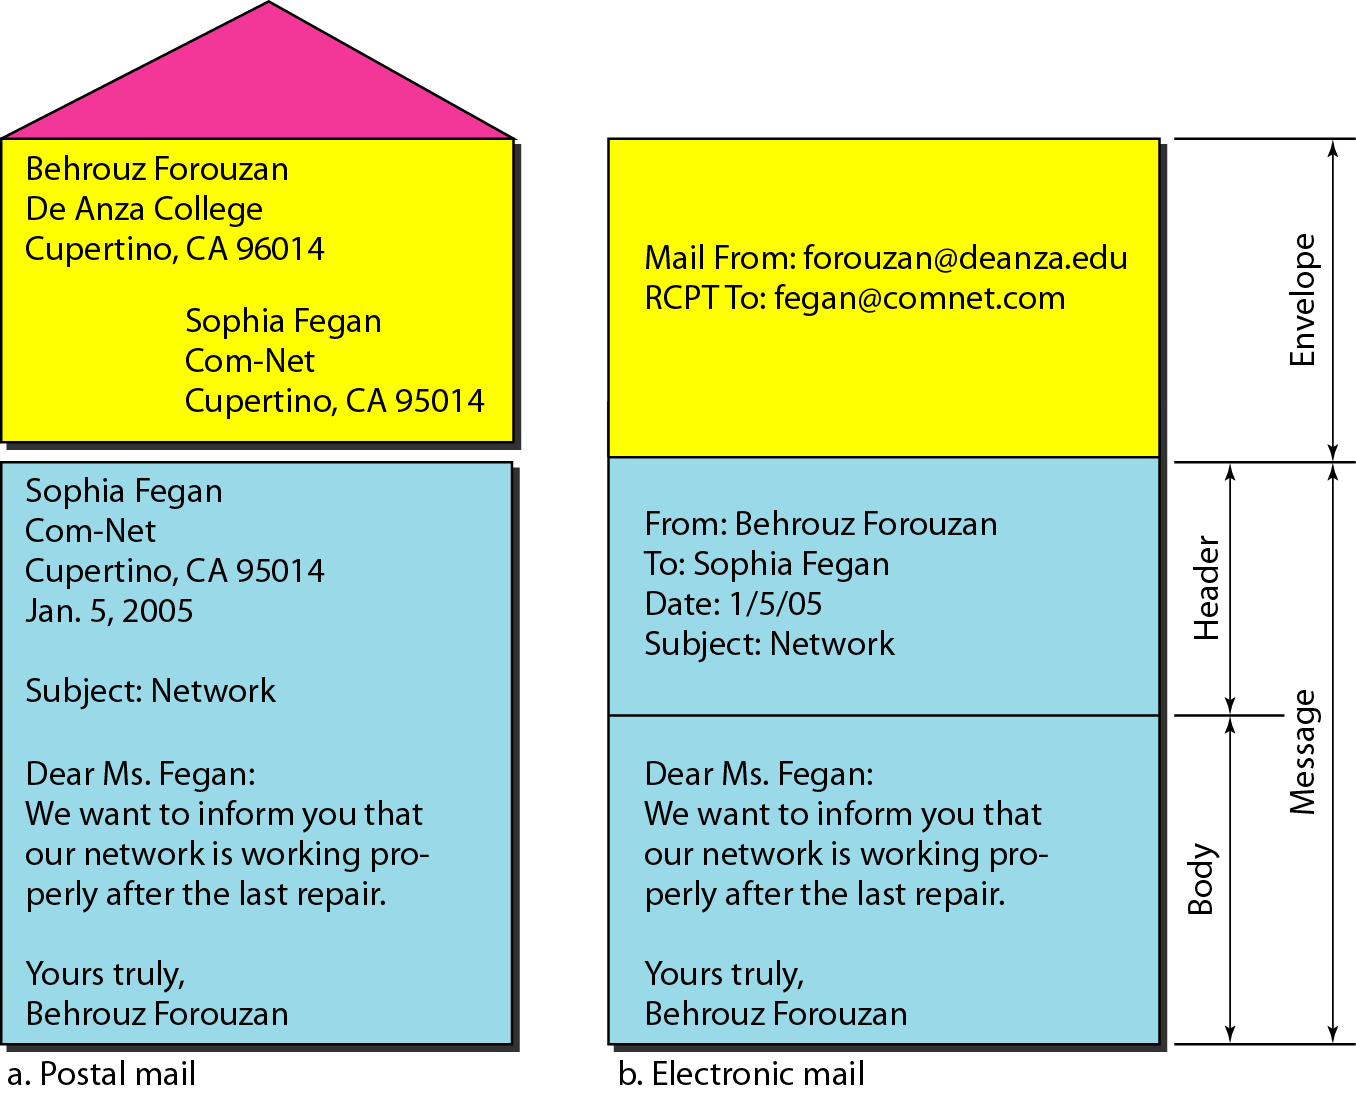 Behrouz Forouzan
De Anza College
Cupertino, CA 96014
Sophia Fegan
Com-Net
Cupertino, CA 95014
Sophia Fegan
Com-Net
Cupertino, CA 95014
Jan. 5, 2005
Subject: Network
Dear Ms. Fegan:
We want to inform you that
our network is working pro-
perly after the last repair.
Yours truly,
Behrouz Forouzan
a. Postal mail
Mail From: forouzan@deanza.edu
RCPT To: fegan@comnet.com
From: Behrouz Forouzan
To: Sophia Fegan
Date: 1/5/05
Subject: Network
Dear Ms. Fegan:
We want to inform you that
our network is working pro-
perly after the last repair.
Yours truly,
Behrouz Forouzan
b. Electronic mail
Envelope
Header
Message
Body